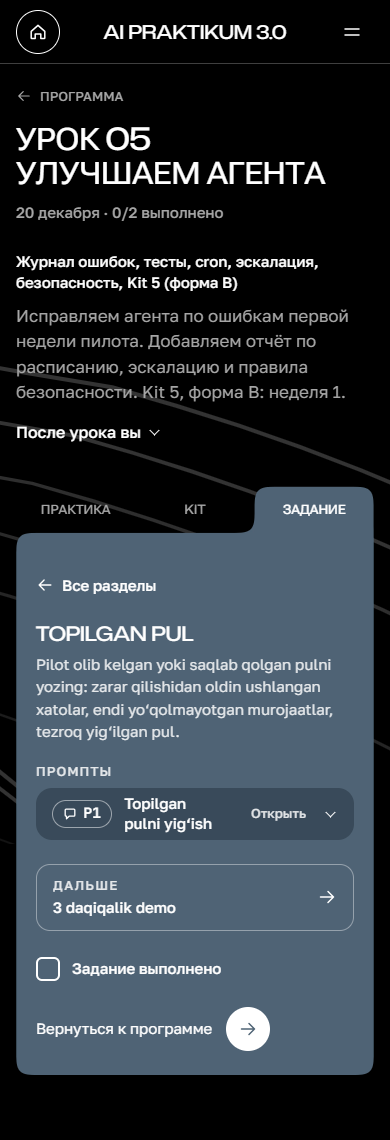 AI PRAKTIKUM 3.0
ПРОГРАММА
УРОК 05
УЛУЧШАЕМ АГЕНТА
20 декабря · 0/2 выполнено
Журнал ошибок, тесты, cron, эскалация,
безопасность, Kit 5 (форма B)
Исправляем агента по ошибкам первой
недели пилота. Добавляем отчёт по
расписанию, эскалацию и правила
безопасности. Kit 5, форма B: неделя 1.
После урока вы
ПРАКТИКА
KIT
ЗАДАНИЕ
Все разделы
TOPILGAN PUL
Pilot olib kelgan yoki saqlab qolgan pulni
yozing: zarar qilishidan oldin ushlangan
xatolar, endi yo‘qolmayotgan murojaatlar,
tezroq yig‘ilgan pul.
ПРОМПТЫ
P1
Topilgan
pulni yig‘ish
Открыть
ДАЛЬШЕ
3 daqiqalik demo
Задание выполнено
Вернуться к программе